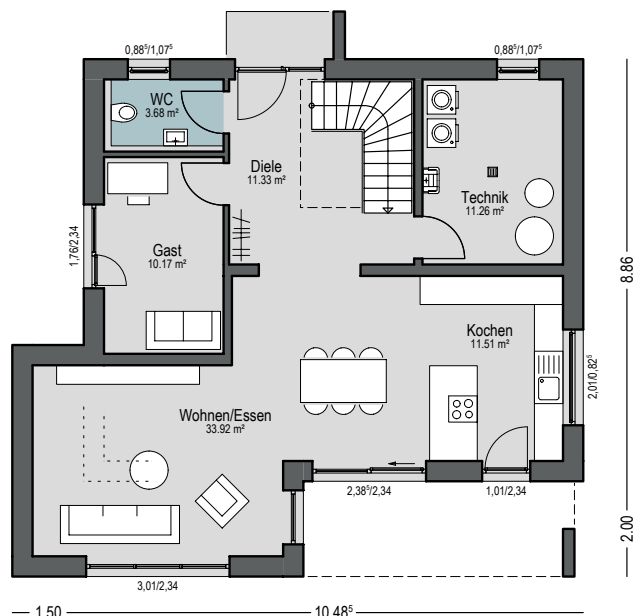 0,88⁵/1,07⁵
0,88⁵/1,07⁵
WC
3.68 m²
Diele
11.33 m²
Technik
11.26 m²
Gast
10.17 m²
1,76/2,34
8.86
Kochen
11.51 m²
2,01/0,82⁵
Wohnen/Essen
33.92 m²
2,38⁵/2,34
1,01/2,34
2.00
3,01/2,34
1.50
10.48⁵